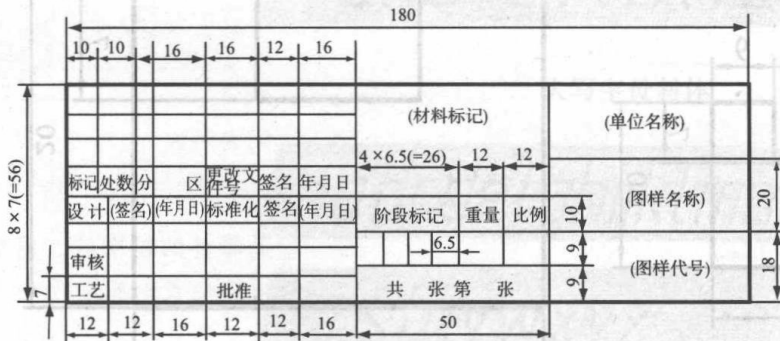 180
10 10 16 16 12 16
(材料标记)
(单位名称)
4×6.5(=26) 12 12
8×7(=56)
标记 处数 分 区 更改文件号 签名 年月日
设计 (签名) (年月日) 标准化 签名 (年月日) 阶段标记 重量 比例 10
(图样名称)
20
6.5 9
审核
(图样代号)
18
7
工艺 批准 共 张 第 张 9
12 12 16 12 12 16 50